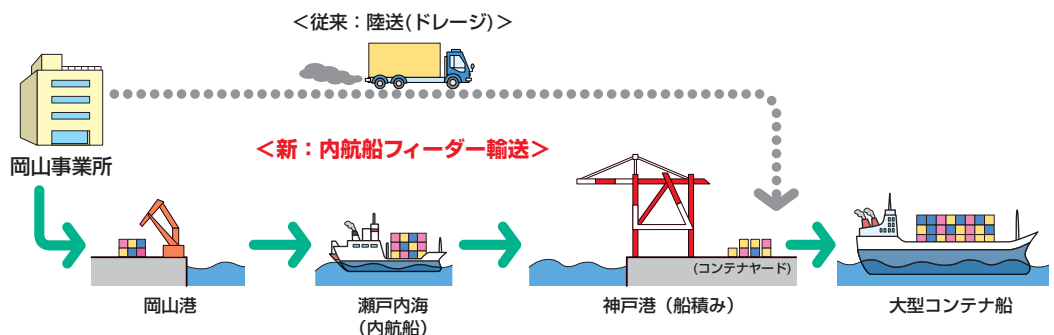 <従来：陸送(ドレージ)>
岡山事業所
<新：内航船フィーダー輸送>
(コンテナヤード)
岡山港
瀬戸内海
(内航船)
神戸港（船積み）
大型コンテナ船